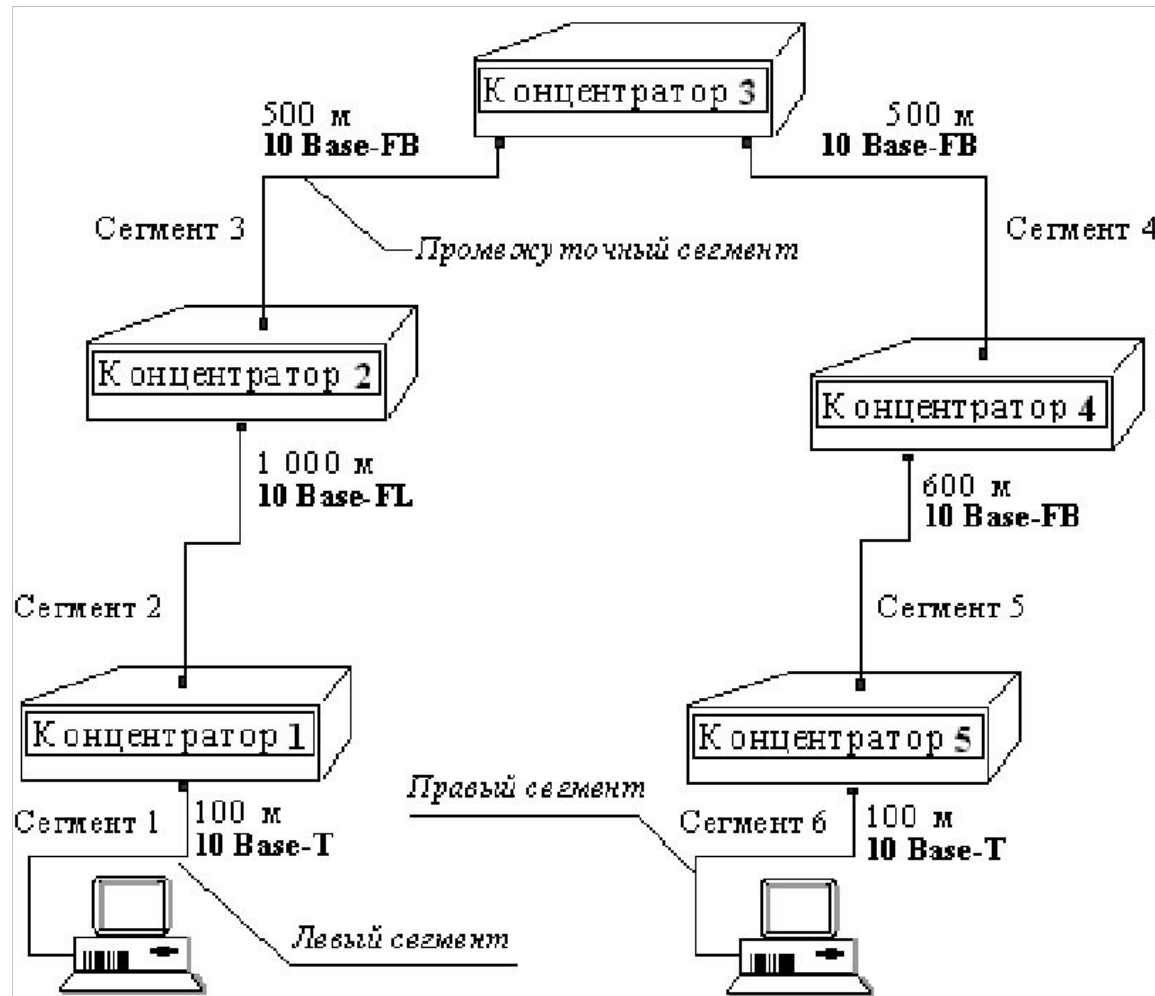 Концентратор 3
500 м
10 Base-FB
500 м
10 Base-FB
Сегмент 3
Промежуточный сегмент
Сегмент 4
Концентратор 2
Концентратор 4
1 000 м
10 Base-FL
600 м
10 Base-FB
Сегмент 2
Сегмент 5
Концентратор 1
Концентратор 5
Правый сегмент
Сегмент 1
100 м
10 Base-T
Сегмент 6
100 м
10 Base-T
Левый сегмент